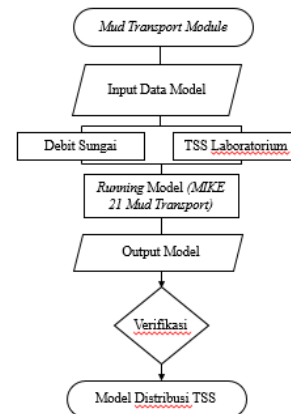 Mud Transport Module
Input Data Model
Debit Sungai
TSS Laboratorium
Running Model (MIKE
21 Mud Transport)
Output Model
Verifikasi
Model Distribusi TSS